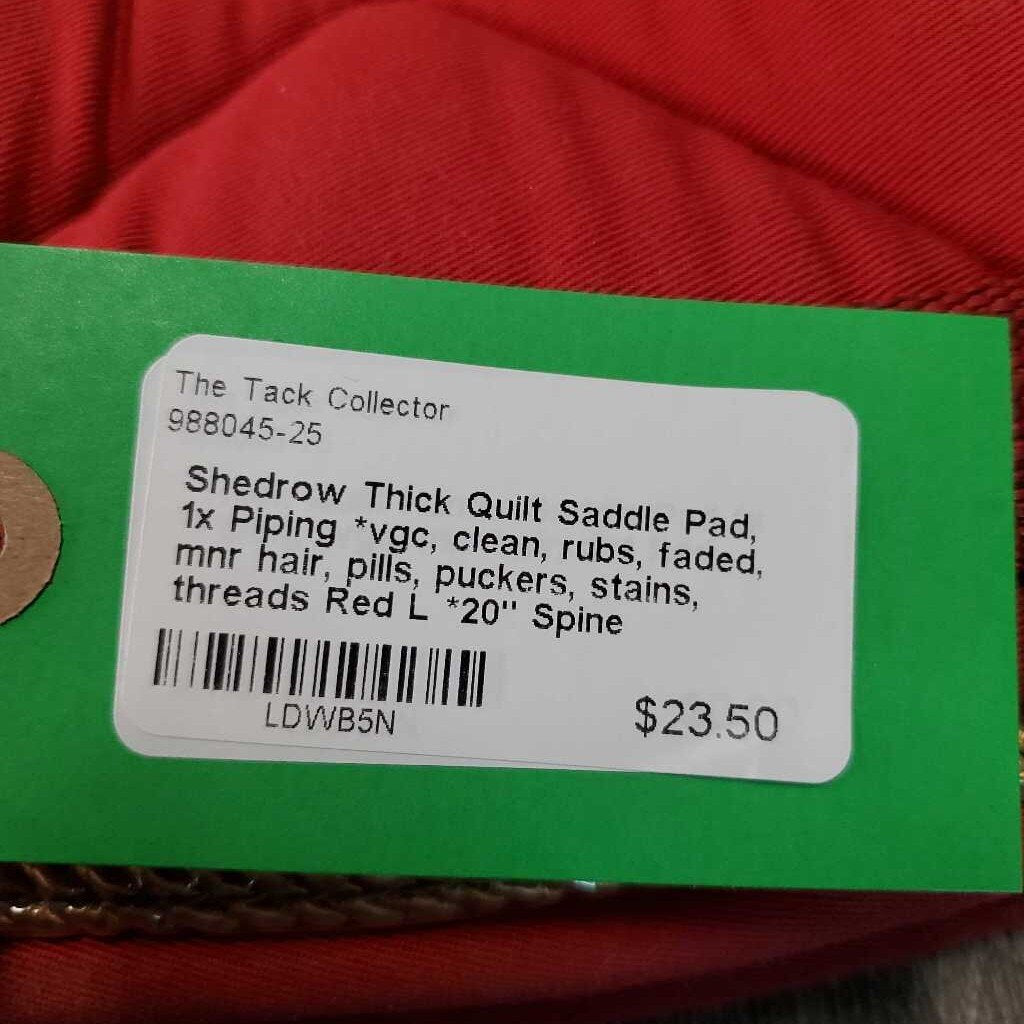 The Tack Collector
988045-25
Shedrow Thick Quilt Saddle Pad,
1x Piping *vgc, clean, rubs, faded,
mnr hair, pills, puckers, stains,
threads Red L *20" Spine
LDWB5N
$23.50